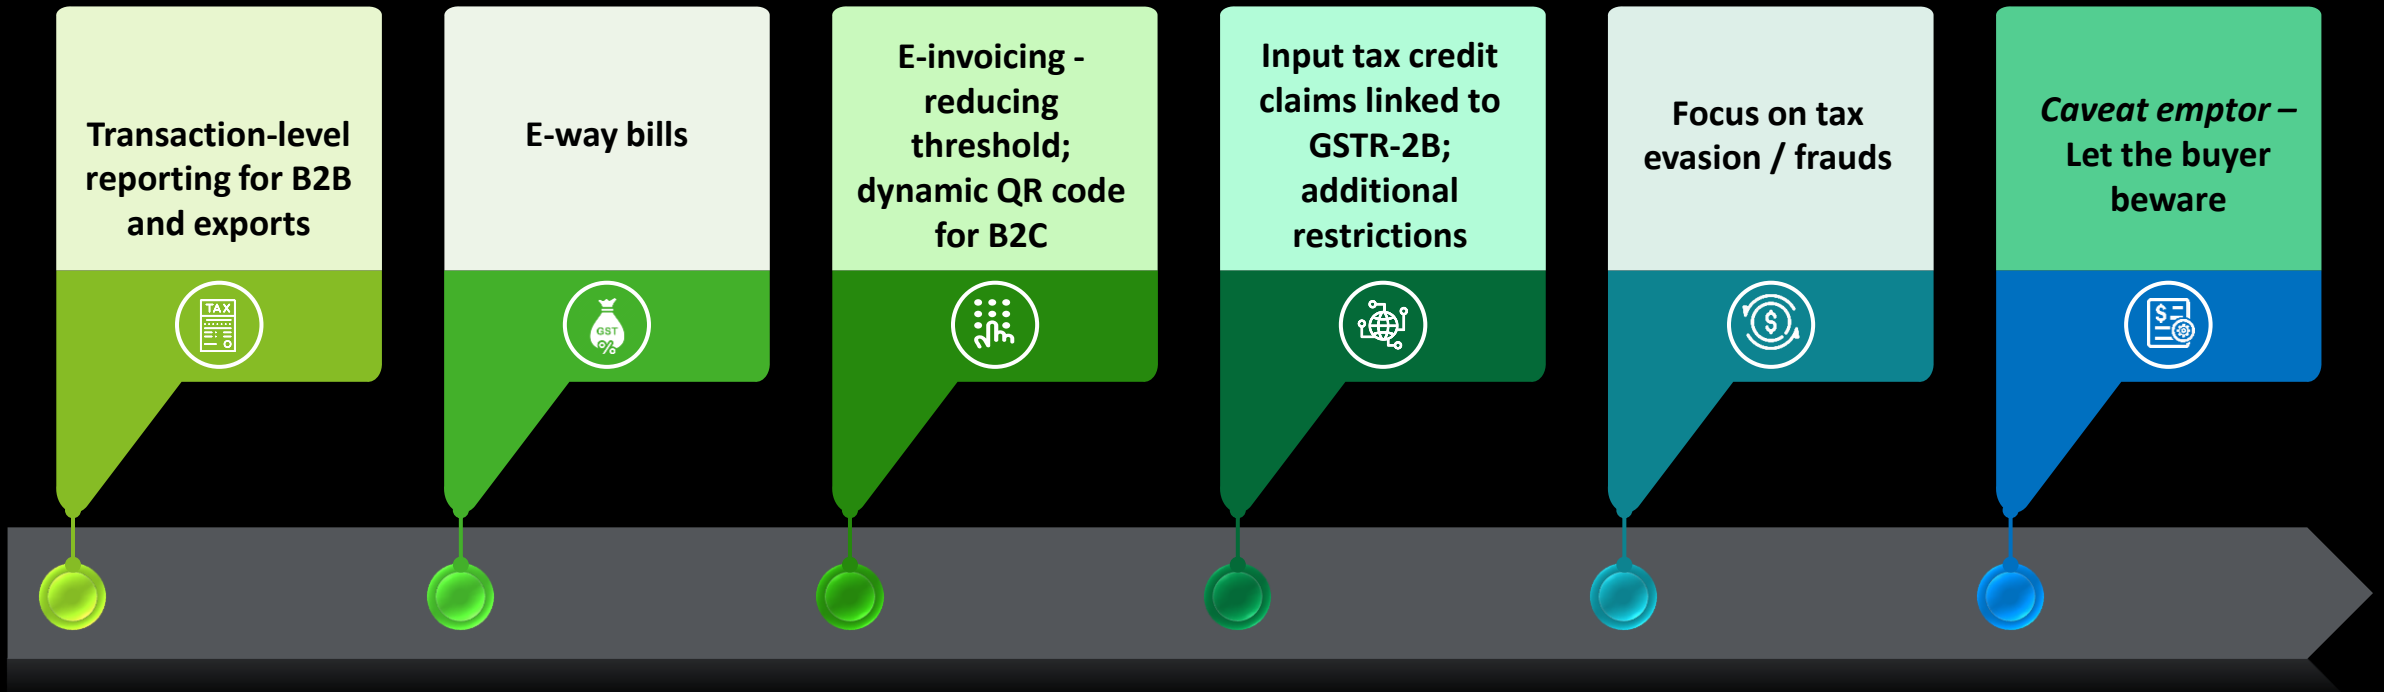 Transaction-level
reporting for B2B
and exports
E-way bills
E-invoicing -
reducing
threshold;
dynamic QR code
for B2C
Input tax credit
claims linked to
GSTR-2B;
additional
restrictions
Focus on tax
evasion / frauds
Caveat emptor –
Let the buyer
beware
TAX
GST
%
$
$